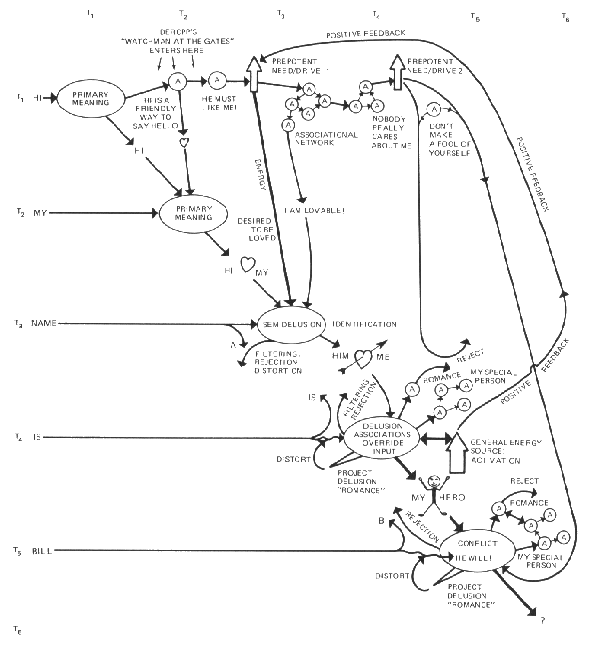 T1 T2 T3 T4 T5 T6
DEROPP'S
"WATCHMAN AT THE GATES"
ENTERS HERE
POSITIVE FEEDBACK
PREPOTENT
NEED/DRIVE 1
PREPOTENT
NEED/DRIVE 2
T1 HI
PRIMARY
MEANING
A
A
HI IS A
FRIENDLY
WAY TO
SAY HELLO
HE MUST
LIKE ME!
A
A
A
A
A
A
ASSOCIATIONAL
NETWORK
A
A
A
NOBODY
REALLY
CARES
ABOUT ME
A
DON'T
MAKE
A FOOL OF
YOURSELF
POSITIVE FEEDBACK
HI
ENERGY
T2 MY
PRIMARY
MEANING
DESIRED
TO BE
LOVED
I AM LOVABLE!
HI MY
T3 NAME
SEMI DELUSION
IDENTIFICATION
A
FILTERING,
REJECTION
DISTORTION
HIM ME
REJECT
ROMANCE
MY SPECIAL
PERSON
A
A
A
A
A
POSITIVE FEEDBACK
IS
FILTERING
REJECTION
T4 IS
DELUSION
ASSOCIATIONS
OVERRIDE
INPUT
GENERAL ENERGY
SOURCE:
ACTIVATION
DISTORT
PROJECT
DELUSION
"ROMANCE"
MY HERO
REJECT
ROMANCE
A
A
A
A
A
B
REJECTION
T5 BILL
CONFLICT
HE WILL!
MY SPECIAL
PERSON
DISTORT
PROJECT
DELUSION
"ROMANCE"
?
T6